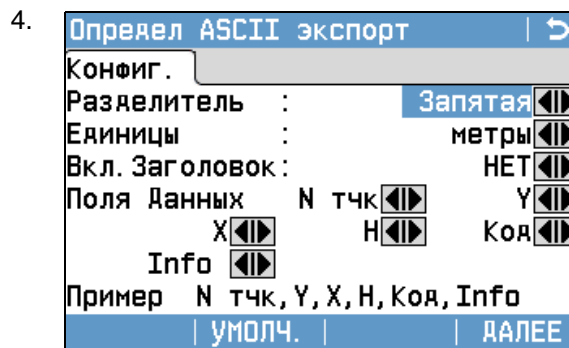 4.
Определ ASCII экспорт
Конфиг.
Разделитель : Запятая
Единицы : метры
Вкл. Заголовок: НЕТ
Поля Данных N тчк Y
X H Код
Info
Пример N тчк,Y,X,H,Код,Info
УМОЛЧ. ДАЛЕЕ